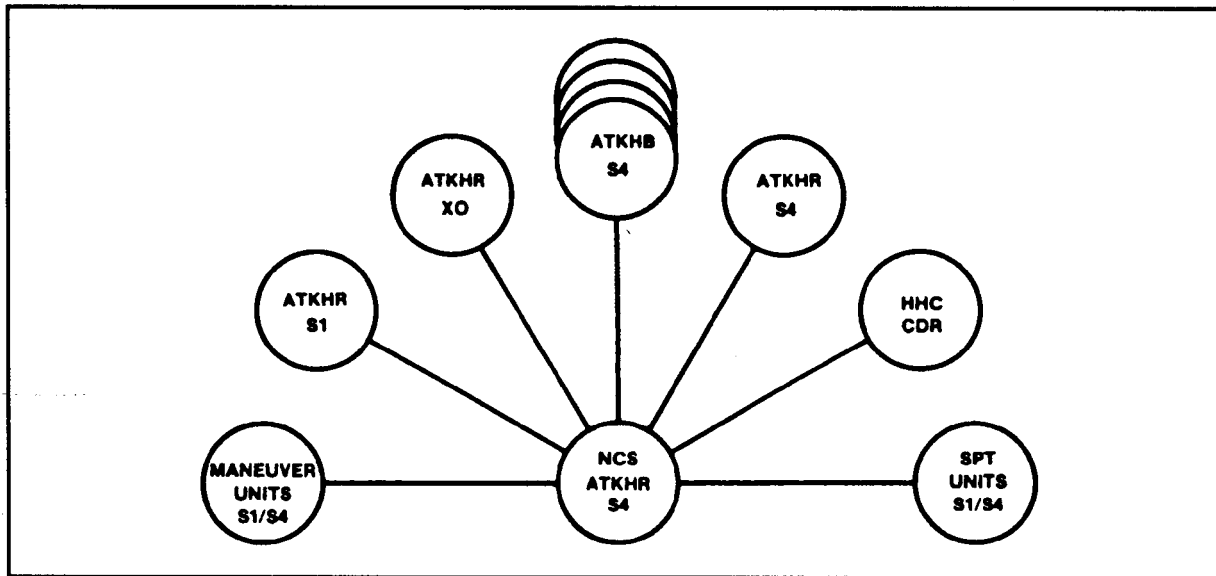 ATKHB
S4
ATKHR
XO
ATKHR
S4
ATKHR
S1
HHC
CDR
MANEUVER
UNITS
S1/S4
NCS
ATKHR
S4
SPT
UNITS
S1/S4